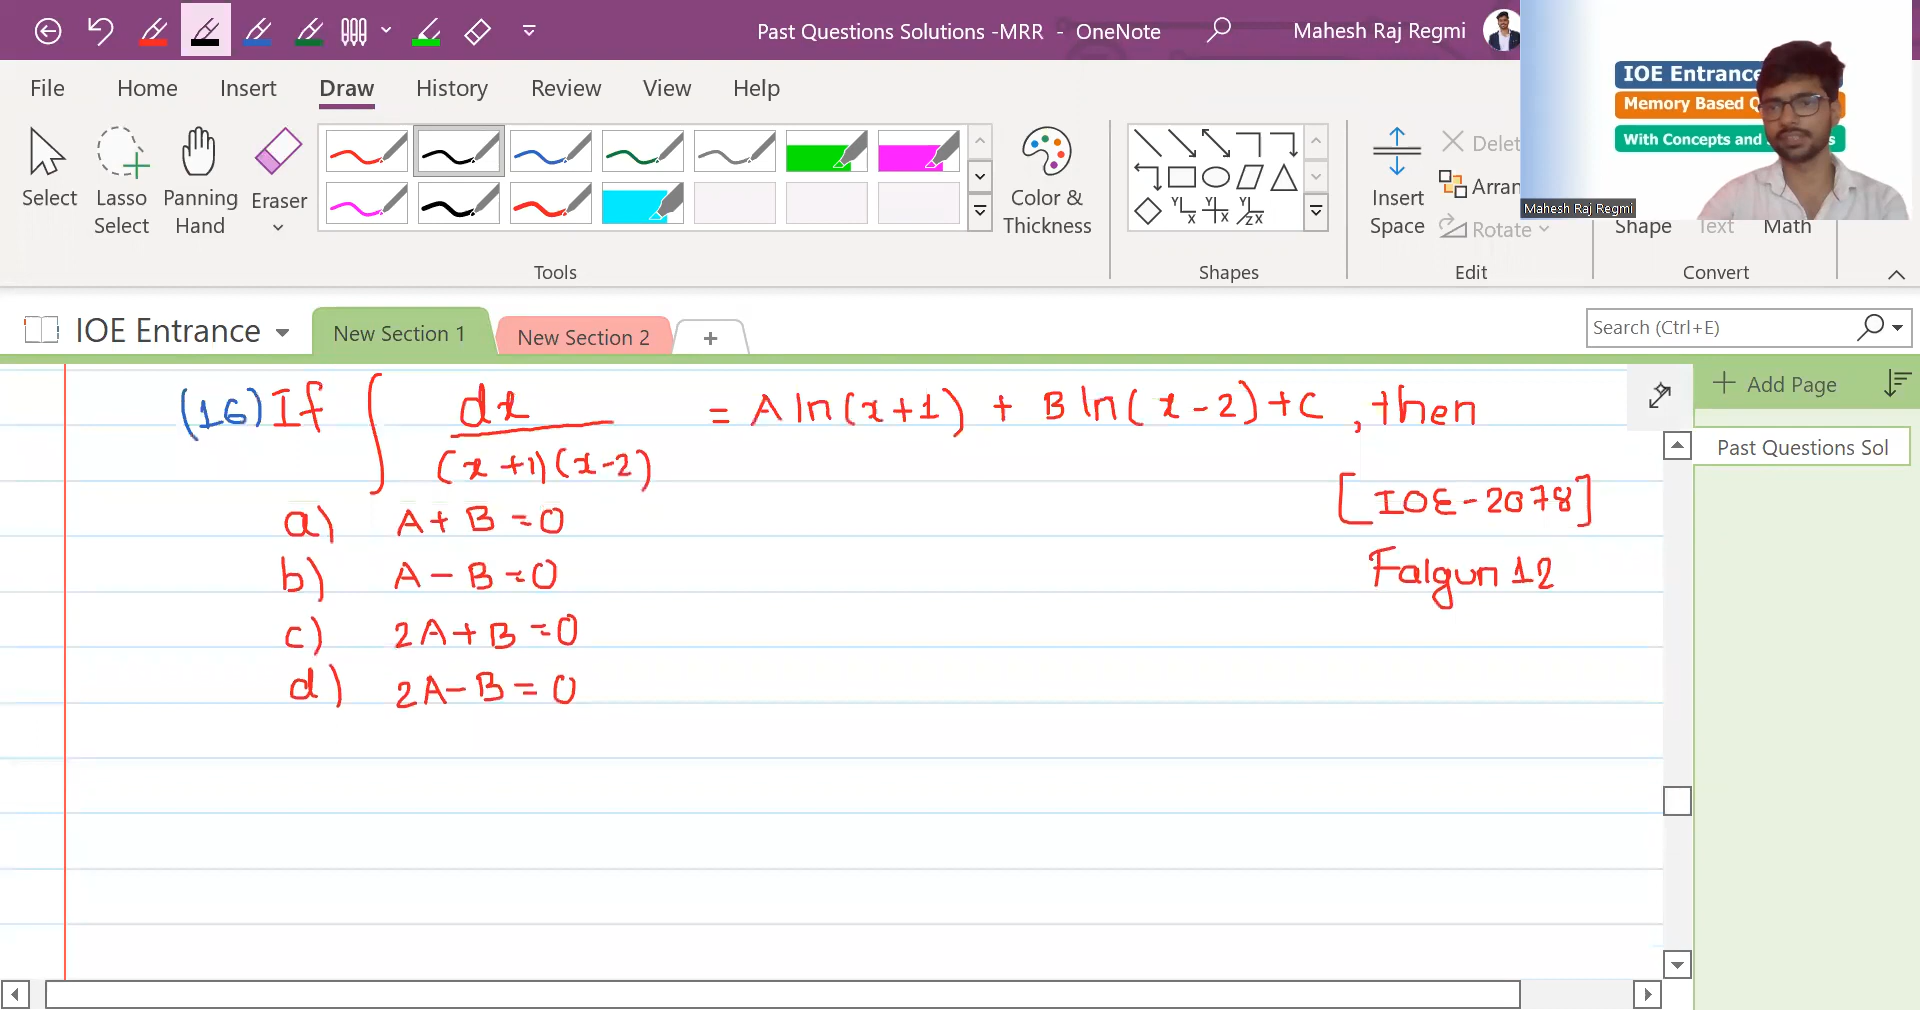 Past Questions Solutions -MRR - OneNote
Mahesh Raj Regmi
IOE Entrance
Memory Based Q
With Concepts and
s
Mahesh Raj Regmi
File Home Insert Draw History Review View Help
Select
Lasso Select
Panning Hand
Eraser
Color & Thickness
Insert Space
Delet
Arran
Rotate
Shape Text Math
Tools Shapes Edit Convert
IOE Entrance New Section 1 New Section 2 +
Search (Ctrl+E)
Add Page
Past Questions Sol
(16) If ∫ dx / (x+1)(x-2) = A ln(x+1) + B ln(x-2) + C, then
[IOE-2078]
Falgun 12
a) A + B = 0
b) A - B = 0
c) 2A + B = 0
d) 2A - B = 0